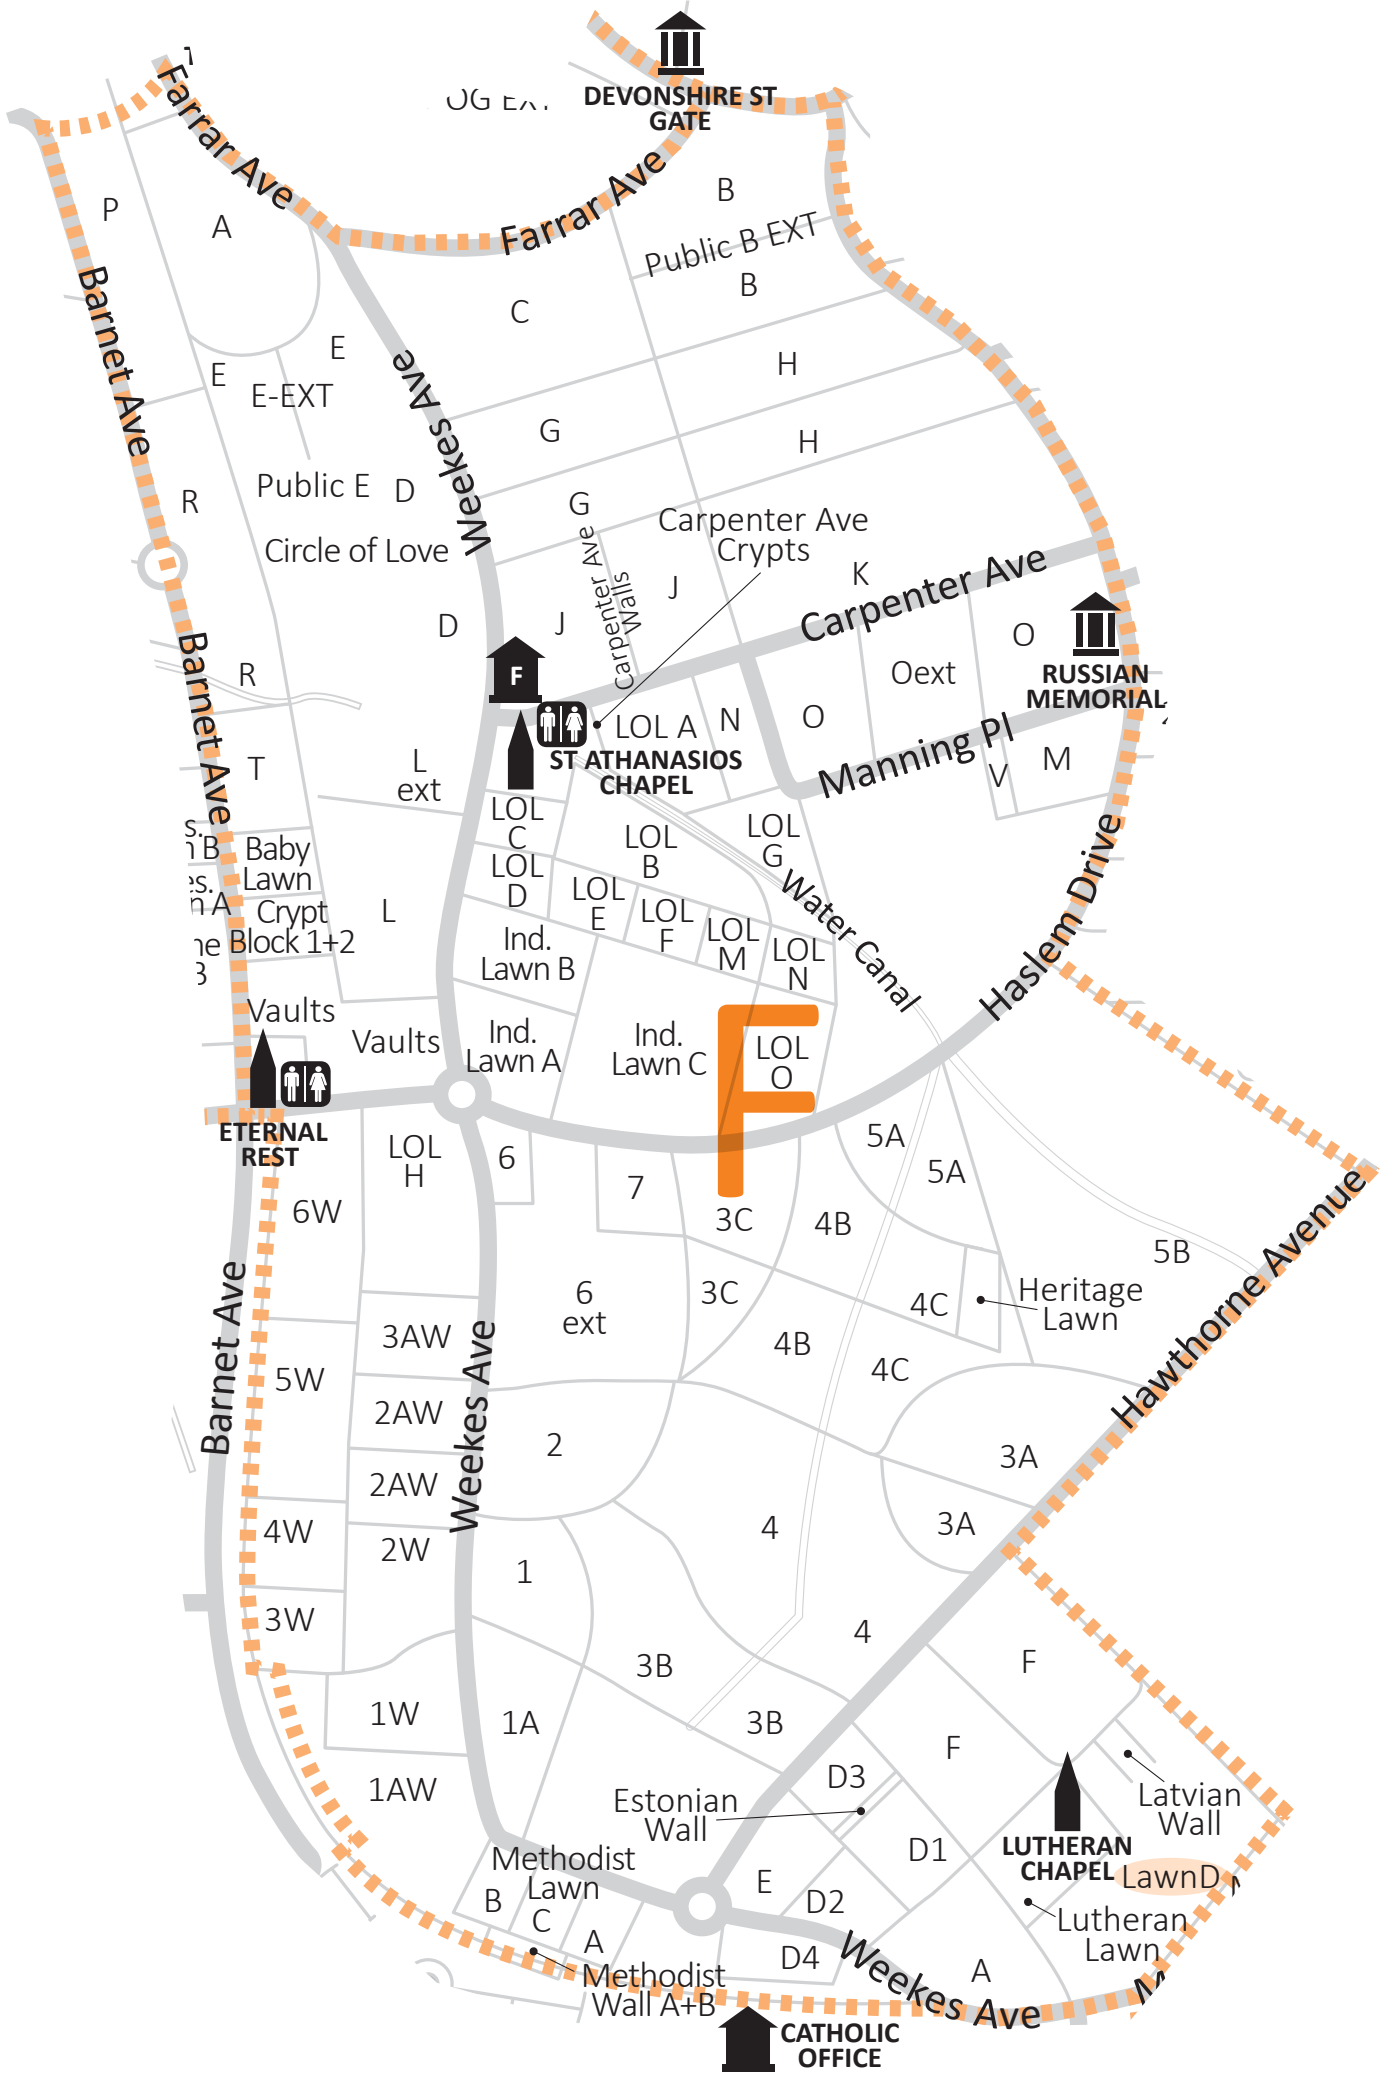 DEVONSHIRE ST
GATE
Farrar Ave
Farrar Ave
P
A
B
Public B EXT
B
C
Barnet Ave
E
E
E-EXT
H
Weekes Ave
G
H
Public E
D
R
G
Carpenter Ave
Crypts
Circle of Love
Carpenter Ave
Walls
K
J
J
Carpenter Ave
D
O
F
Oext
RUSSIAN
MEMORIAL
Barnet Ave
R
LOL A
N
O
Manning Pl
ST ATHANASIOS
CHAPEL
V
M
T
L
ext
LOL
C
LOL
B
LOL
G
Baby
Lawn
LOL
D
LOL
E
LOL
F
LOL
M
LOL
N
Water Canal
Haslem Drive
Crypt
Block 1+2
L
Ind.
Lawn B
Vaults
Vaults
Ind.
Lawn A
Ind.
Lawn C
F
LOL
O
ETERNAL
REST
LOL
H
6
7
5A
5A
6W
3C
4B
5B
Hawthorne Avenue
Barnet Ave
6
ext
3C
4C
Heritage
Lawn
3AW
4B
4C
5W
2AW
Weekes Ave
2
3A
2AW
4W
2W
4
3A
1
3W
4
3B
F
1W
1A
3B
F
D3
1AW
Estonian
Wall
Latvian
Wall
D1
LUTHERAN
CHAPEL
LawnD
Methodist
Lawn
B
C
A
E
D2
Lutheran
Lawn
D4
Weekes Ave
A
Methodist
Wall A+B
CATHOLIC
OFFICE